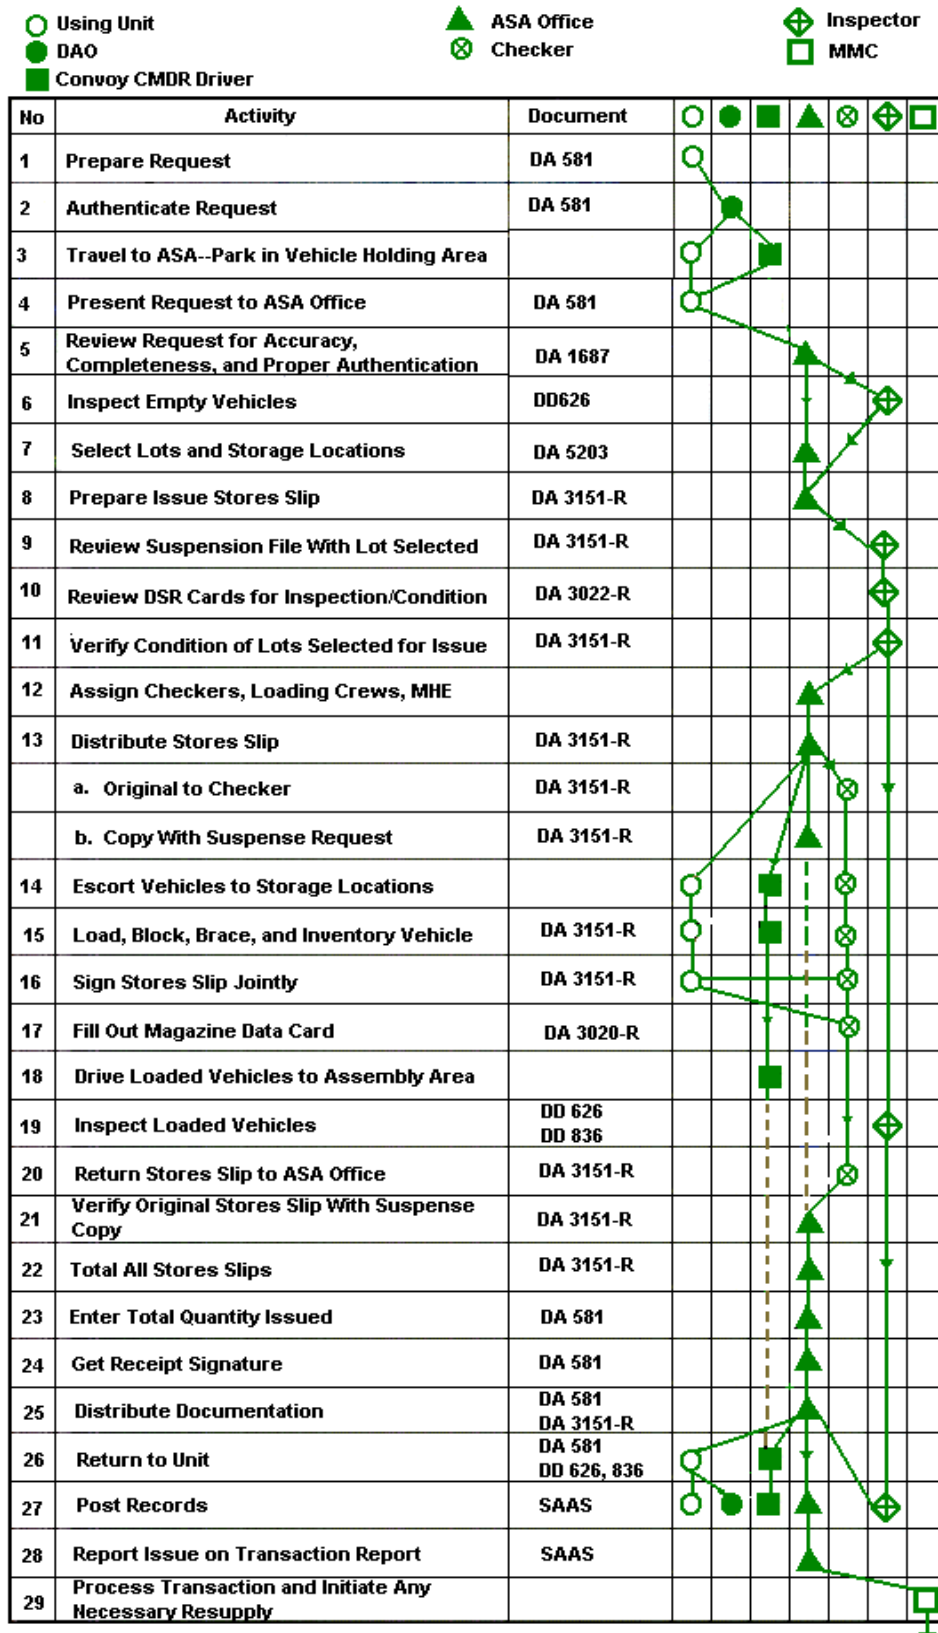 Using Unit
ASA Office
Inspector
DAO
Checker
MMC
Convoy CMDR Driver
No Activity Document
1 Prepare Request DA 581
2 Authenticate Request DA 581
3 Travel to ASA--Park in Vehicle Holding Area
4 Present Request to ASA Office DA 581
5 Review Request for Accuracy,
Completeness, and Proper Authentication DA 1687
6 Inspect Empty Vehicles DD626
7 Select Lots and Storage Locations DA 5203
8 Prepare Issue Stores Slip DA 3151-R
9 Review Suspension File With Lot Selected DA 3151-R
10 Review DSR Cards for Inspection/Condition DA 3022-R
11 Verify Condition of Lots Selected for Issue DA 3151-R
12 Assign Checkers, Loading Crews, MHE
13 Distribute Stores Slip DA 3151-R
a. Original to Checker DA 3151-R
b. Copy With Suspense Request DA 3151-R
14 Escort Vehicles to Storage Locations
15 Load, Block, Brace, and Inventory Vehicle DA 3151-R
16 Sign Stores Slip Jointly DA 3151-R
17 Fill Out Magazine Data Card DA 3020-R
18 Drive Loaded Vehicles to Assembly Area
19 Inspect Loaded Vehicles DD 626
DD 836
20 Return Stores Slip to ASA Office DA 3151-R
21 Verify Original Stores Slip With Suspense
Copy DA 3151-R
22 Total All Stores Slips DA 3151-R
23 Enter Total Quantity Issued DA 581
24 Get Receipt Signature DA 581
25 Distribute Documentation DA 581
DA 3151-R
26 Return to Unit DA 581
DD 626, 836
27 Post Records SAAS
28 Report Issue on Transaction Report SAAS
29 Process Transaction and Initiate Any
Necessary Resupply